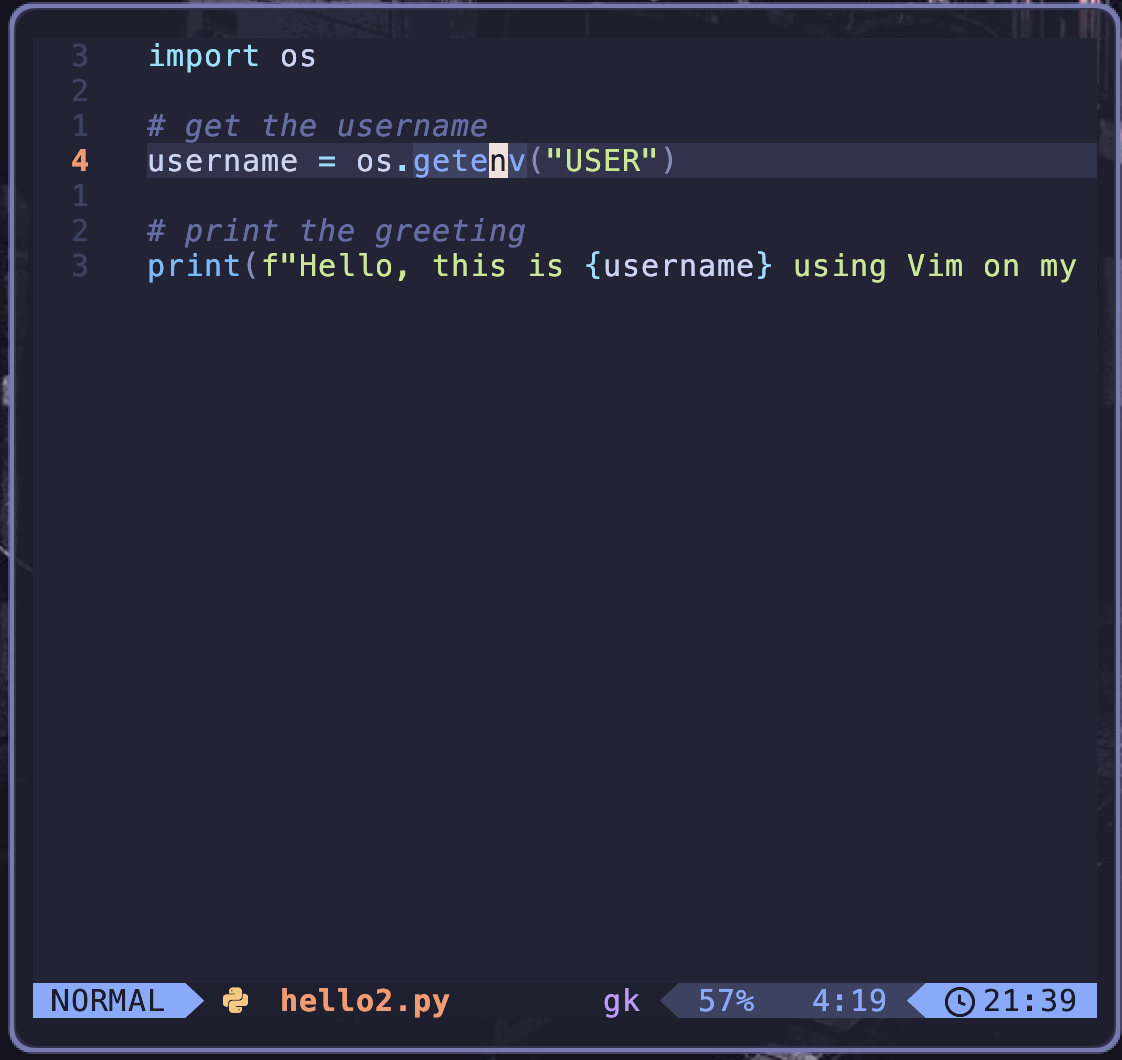 3 import os
2
1 # get the username
4 username = os.getenv("USER")
1
2 # print the greeting
3 print(f"Hello, this is {username} using Vim on my
NORMAL hello2.py gk 57% 4:19 21:39